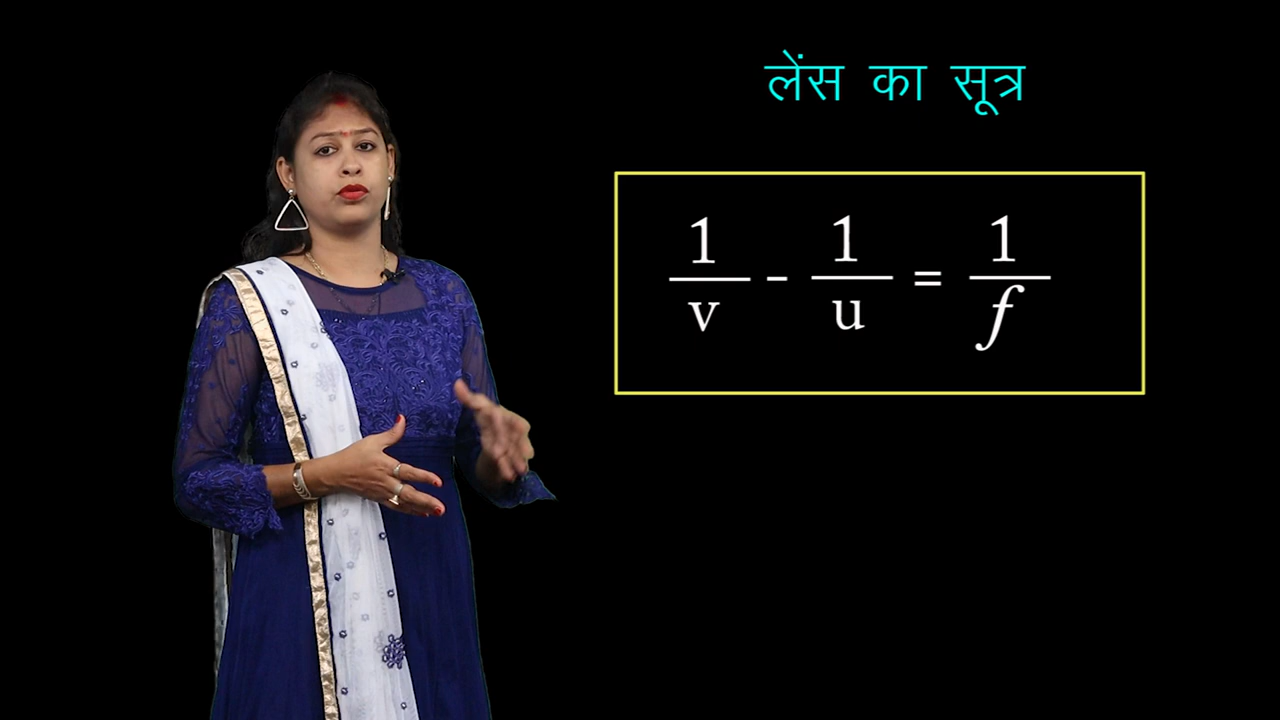 लेंस का सूत्र
1/v - 1/u = 1/f